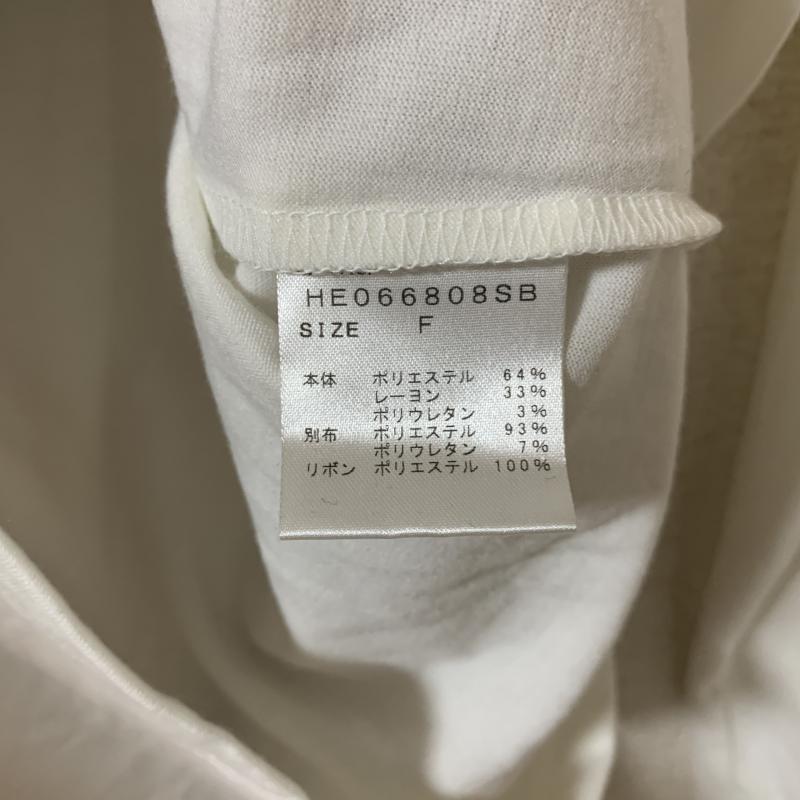 HE066808SB
SIZE F
本体 ポリエステル 64%
レーヨン 33%
ポリウレタン 3%
別布 ポリエステル 93%
ポリウレタン 7%
リボン ポリエステル 100%